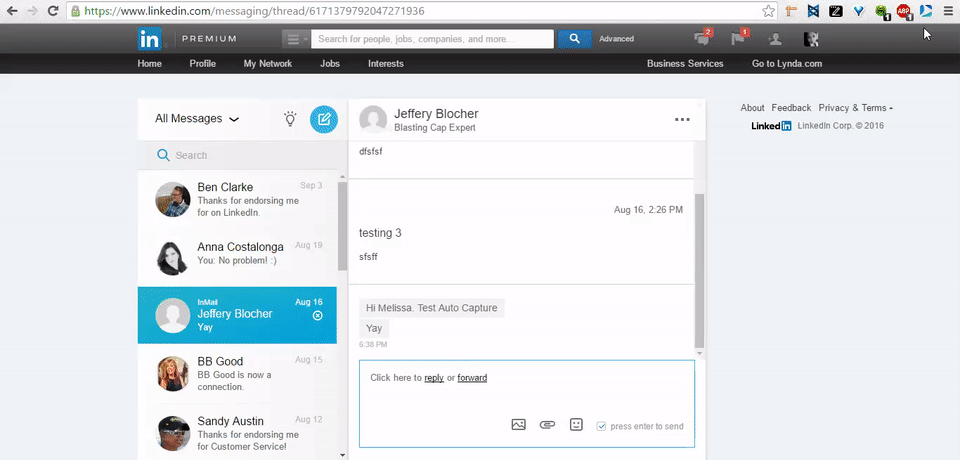 https://www.linkedin.com/messaging/thread/6171379792047271936
1
ABP 1
in PREMIUM Search for people, jobs, companies, and more... Advanced 2 1
Home Profile My Network Jobs Interests Business Services Go to Lynda.com
All Messages
Search
Ben Clarke Sep 3
Thanks for endorsing me
for on LinkedIn.
Anna Costalonga Aug 19
You: No problem! :)
InMail Aug 16
Jeffery Blocher
Yay
BB Good Aug 15
BB Good is now a
connection.
Sandy Austin Aug 12
Thanks for endorsing me
for Customer Service!
Jeffery Blocher
Blasting Cap Expert
dfsfsf
Aug 16, 2:26 PM
testing 3
sfsff
Hi Melissa. Test Auto Capture
Yay
6:38 PM
Click here to reply or forward
press enter to send
About Feedback Privacy & Terms
Linked in LinkedIn Corp. © 2016